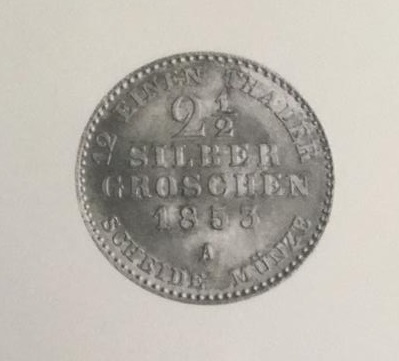 12 EINEN THALER
2½
SILBER
GROSCHEN
1853
A
SCHEIDE MÜNZE